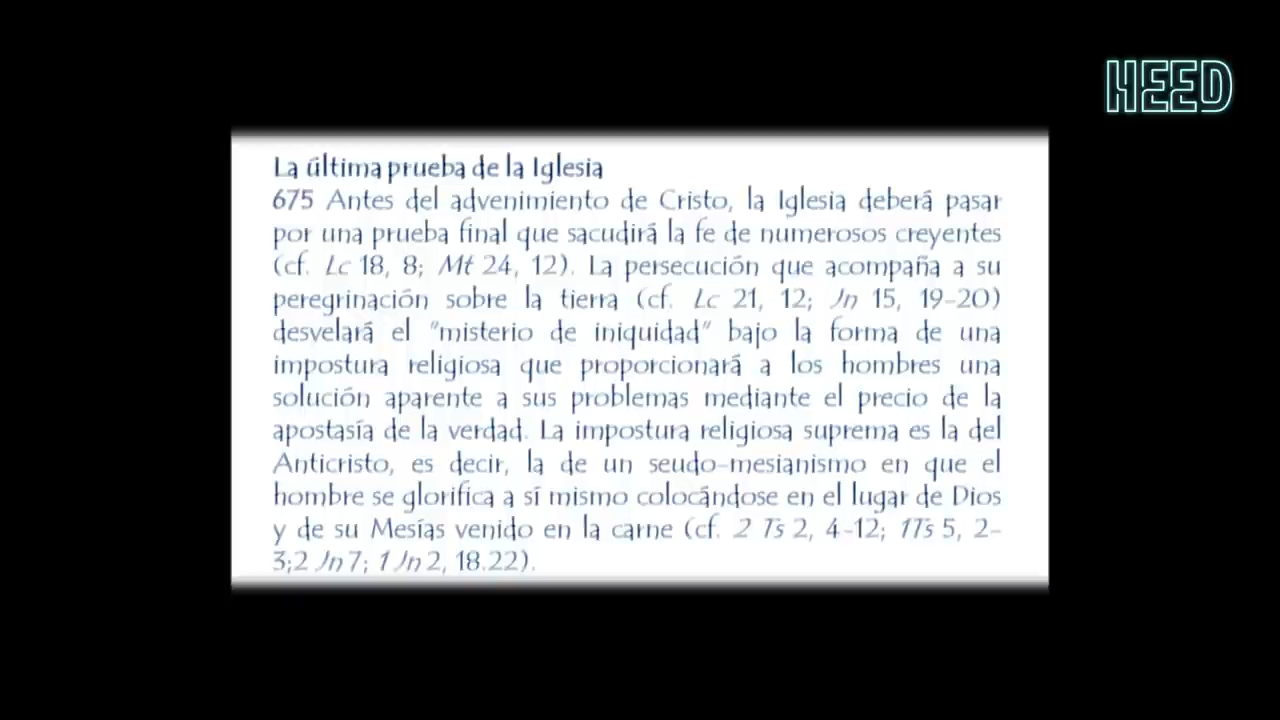 HEED
La última prueba de la Iglesia
675 Antes del advenimiento de Cristo, la Iglesia deberá pasar
por una prueba final que sacudirá la fe de numerosos creyentes
(cf. Lc 18, 8; Mt 24, 12). La persecución que acompaña a su
peregrinación sobre la tierra (cf. Lc 21, 12; Jn 15, 19-20)
desvelará el "misterio de iniquidad" bajo la forma de una
impostura religiosa que proporcionará a los hombres una
solución aparente a sus problemas mediante el precio de la
apostasía de la verdad. La impostura religiosa suprema es la del
Anticristo, es decir, la de un seudo-mesianismo en que el
hombre se glorifica a sí mismo colocándose en el lugar de Dios
y de su Mesías venido en la carne (cf. 2 Ts 2, 4-12; 1Ts 5, 2-
3;2 Jn 7; 1 Jn 2, 18.22).